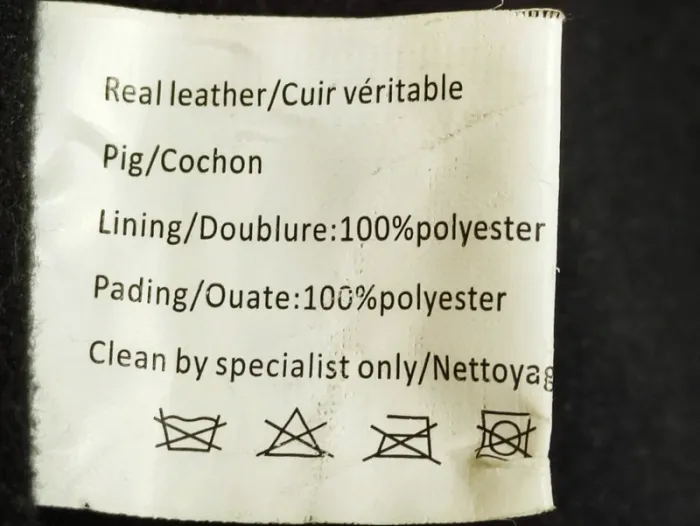 Real leather/Cuir véritable
Pig/Cochon
Lining/Doublure:100%polyester
Pading/Ouate:100%polyester
Clean by specialist only/Nettoyag